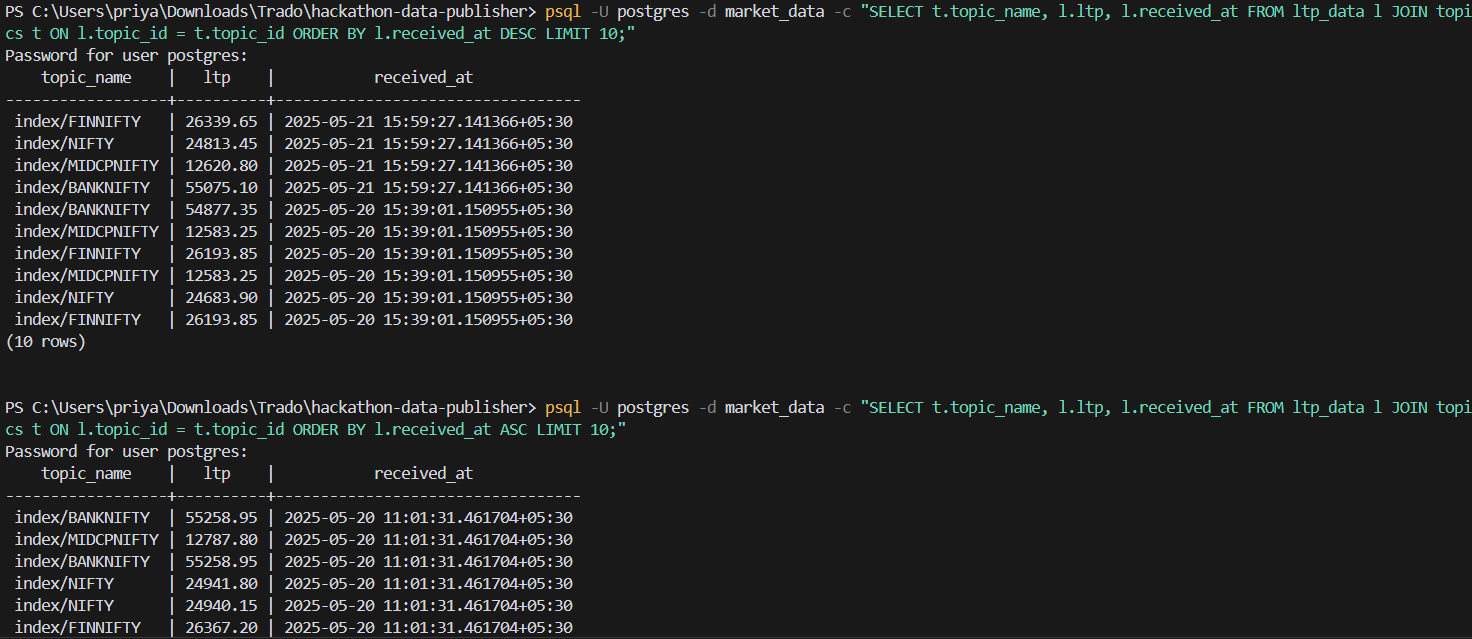 PS C:\Users\priya\Downloads\Trado\hackathon-data-publisher> psql -U postgres -d market_data -c "SELECT t.topic_name, l.ltp, l.received_at FROM ltp_data l JOIN topi
cs t ON l.topic_id = t.topic_id ORDER BY l.received_at DESC LIMIT 10;"
Password for user postgres:
    topic_name    |   ltp    |           received_at
------------------+----------+----------------------------------
 index/FINNIFTY   | 26339.65 | 2025-05-21 15:59:27.141366+05:30
 index/NIFTY      | 24813.45 | 2025-05-21 15:59:27.141366+05:30
 index/MIDCPNIFTY | 12620.80 | 2025-05-21 15:59:27.141366+05:30
 index/BANKNIFTY  | 55075.10 | 2025-05-21 15:59:27.141366+05:30
 index/BANKNIFTY  | 54877.35 | 2025-05-20 15:39:01.150955+05:30
 index/MIDCPNIFTY | 12583.25 | 2025-05-20 15:39:01.150955+05:30
 index/FINNIFTY   | 26193.85 | 2025-05-20 15:39:01.150955+05:30
 index/MIDCPNIFTY | 12583.25 | 2025-05-20 15:39:01.150955+05:30
 index/NIFTY      | 24683.90 | 2025-05-20 15:39:01.150955+05:30
 index/FINNIFTY   | 26193.85 | 2025-05-20 15:39:01.150955+05:30
(10 rows)
PS C:\Users\priya\Downloads\Trado\hackathon-data-publisher> psql -U postgres -d market_data -c "SELECT t.topic_name, l.ltp, l.received_at FROM ltp_data l JOIN topi
cs t ON l.topic_id = t.topic_id ORDER BY l.received_at ASC LIMIT 10;"
Password for user postgres:
    topic_name    |   ltp    |           received_at
------------------+----------+----------------------------------
 index/BANKNIFTY  | 55258.95 | 2025-05-20 11:01:31.461704+05:30
 index/MIDCPNIFTY | 12787.80 | 2025-05-20 11:01:31.461704+05:30
 index/BANKNIFTY  | 55258.95 | 2025-05-20 11:01:31.461704+05:30
 index/NIFTY      | 24941.80 | 2025-05-20 11:01:31.461704+05:30
 index/NIFTY      | 24940.15 | 2025-05-20 11:01:31.461704+05:30
 index/FINNIFTY   | 26367.20 | 2025-05-20 11:01:31.461704+05:30